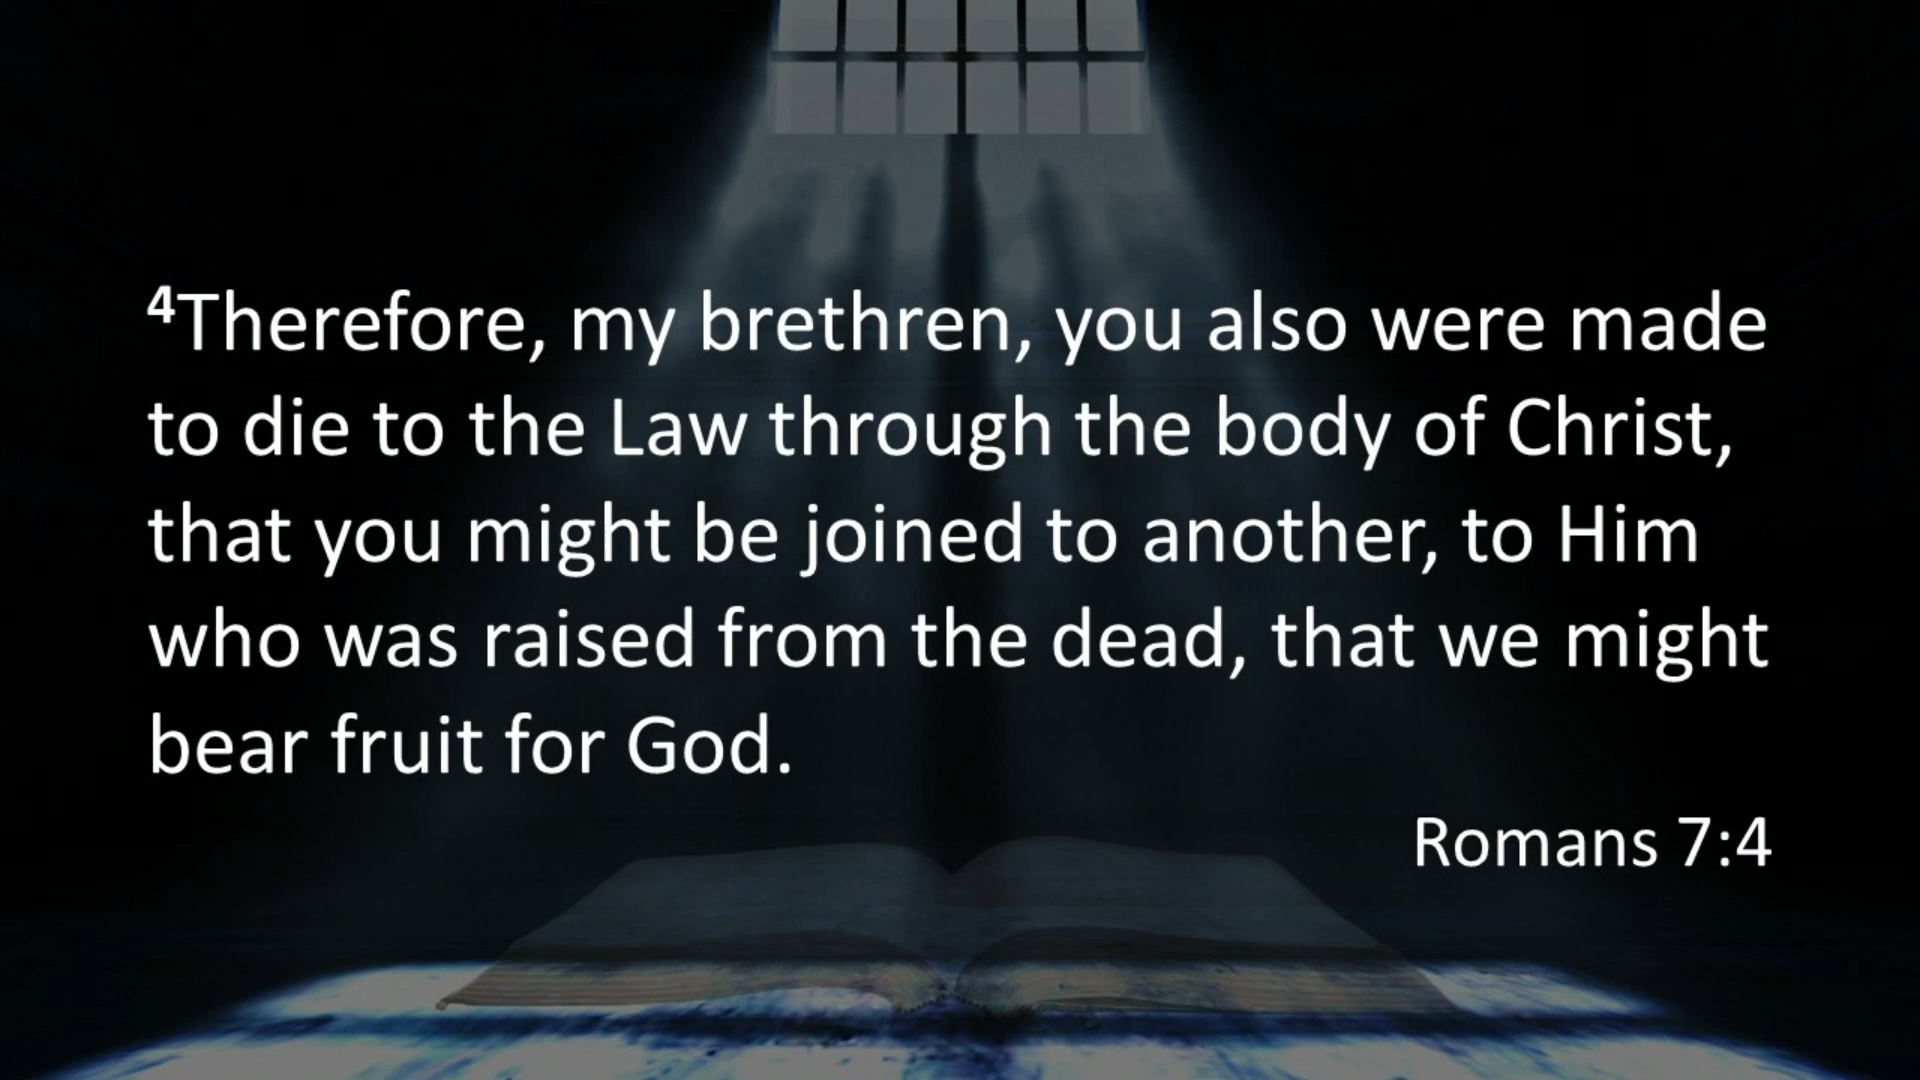 ⁴Therefore, my brethren, you also were made
to die to the Law through the body of Christ,
that you might be joined to another, to Him
who was raised from the dead, that we might
bear fruit for God.
Romans 7:4